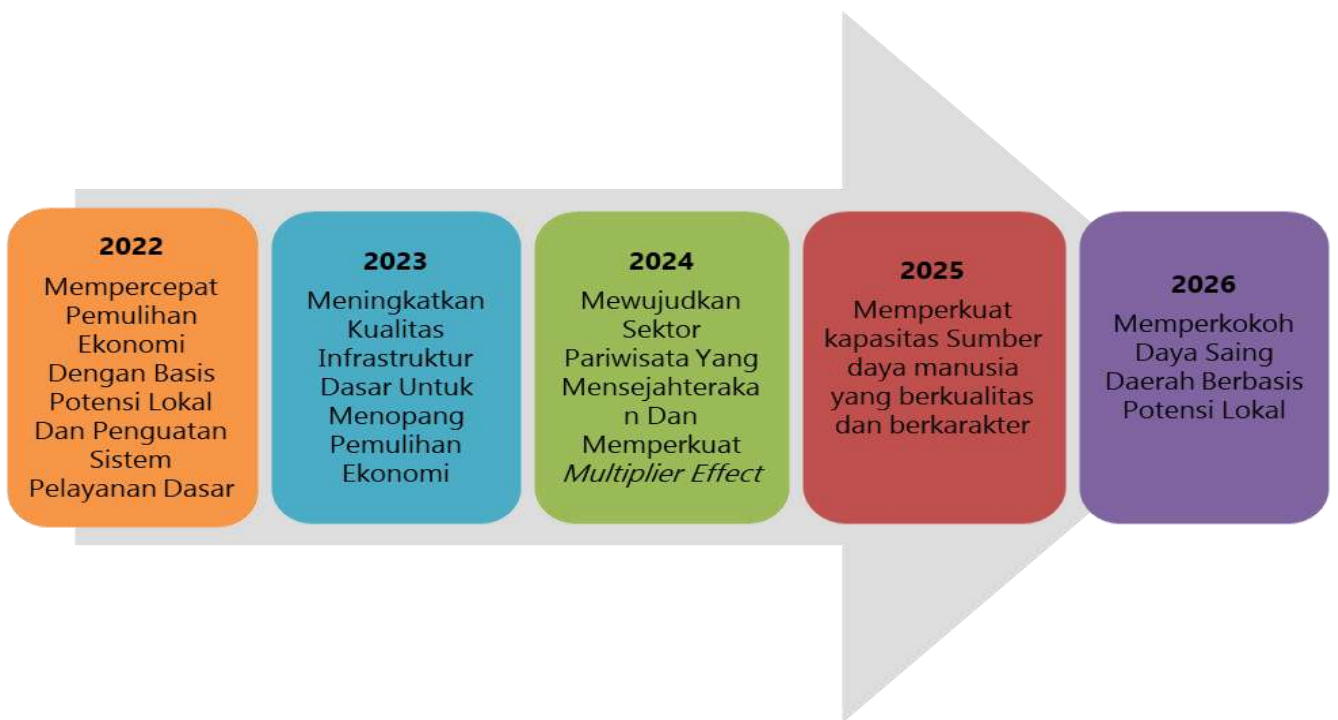 2022
Mempercepat
Pemulihan
Ekonomi
Dengan Basis
Potensi Lokal
Dan Penguatan
Sistem
Pelayanan Dasar
2023
Meningkatkan
Kualitas
Infrastruktur
Dasar Untuk
Menopang
Pemulihan
Ekonomi
2024
Mewujudkan
Sektor
Pariwisata Yang
Mensejahteraka
n Dan
Memperkuat
Multiplier Effect
2025
Memperkuat
kapasitas Sumber
daya manusia
yang berkualitas
dan berkarakter
2026
Memperkokoh
Daya Saing
Daerah Berbasis
Potensi Lokal